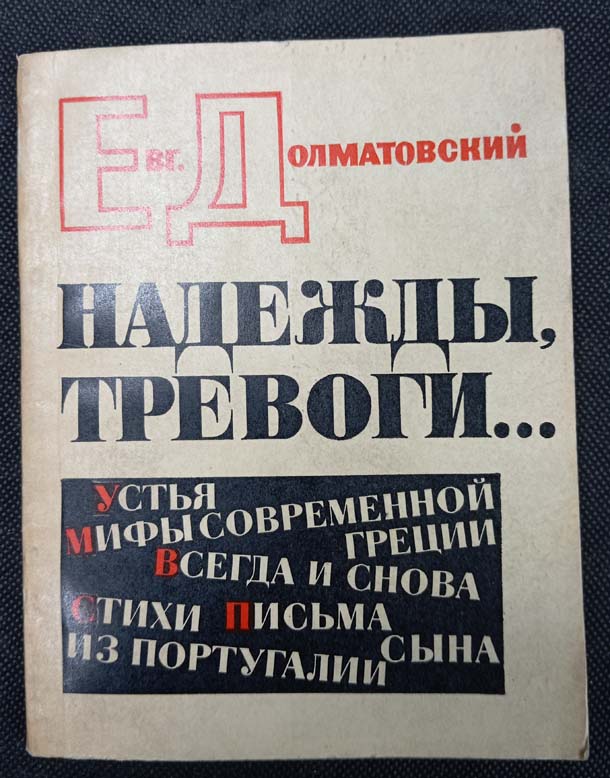 Евг. Долматовский
НАДЕЖДЫ,
ТРЕВОГИ...
УСТЬЯ
МИФЫ СОВРЕМЕННОЙ
ГРЕЦИИ
ВСЕГДА И СНОВА
СТИХИ ПИСЬМА
ИЗ ПОРТУГАЛИИ СЫНА